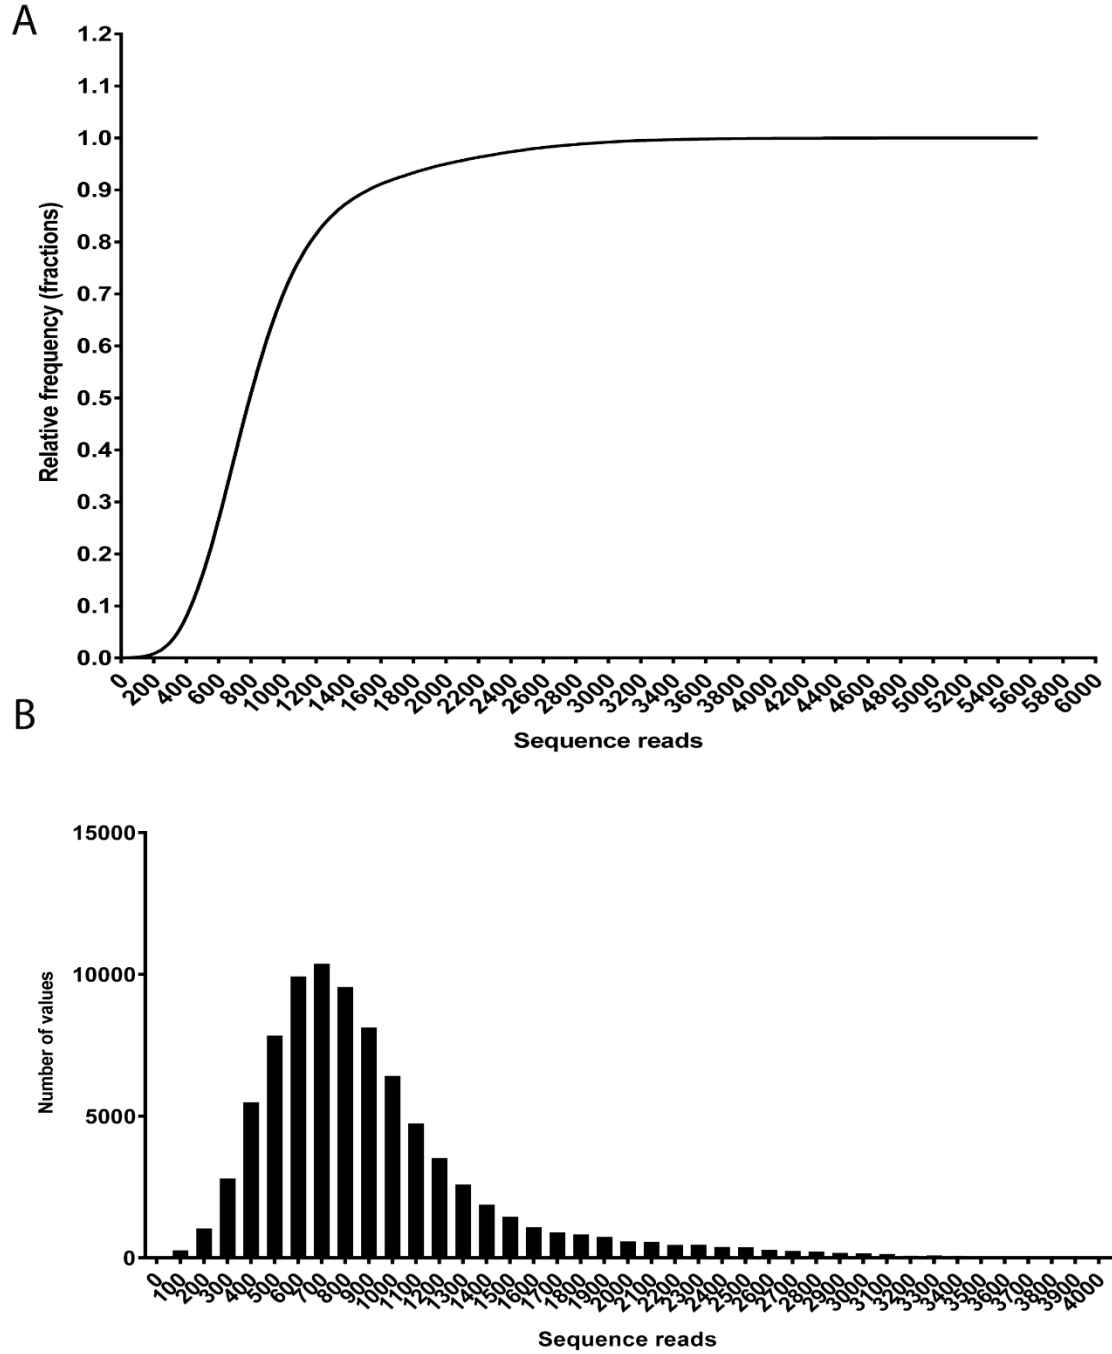 A
1.2
1.1
1.0
0.9
0.8
0.7
0.6
0.5
0.4
0.3
0.2
0.1
0.0
Relative frequency (fractions)
0 200 400 600 800 1000 1200 1400 1600 1800 2000 2200 2400 2600 2800 3000 3200 3400 3600 3800 4000 4200 4400 4600 4800 5000 5200 5400 5600 5800 6000
Sequence reads
B
15000
10000
5000
0
Number of values
0 100 200 300 400 500 600 700 800 900 1000 1100 1200 1300 1400 1500 1600 1700 1800 1900 2000 2100 2200 2300 2400 2500 2600 2700 2800 2900 3000 3100 3200 3300 3400 3500 3600 3700 3800 3900 4000
Sequence reads